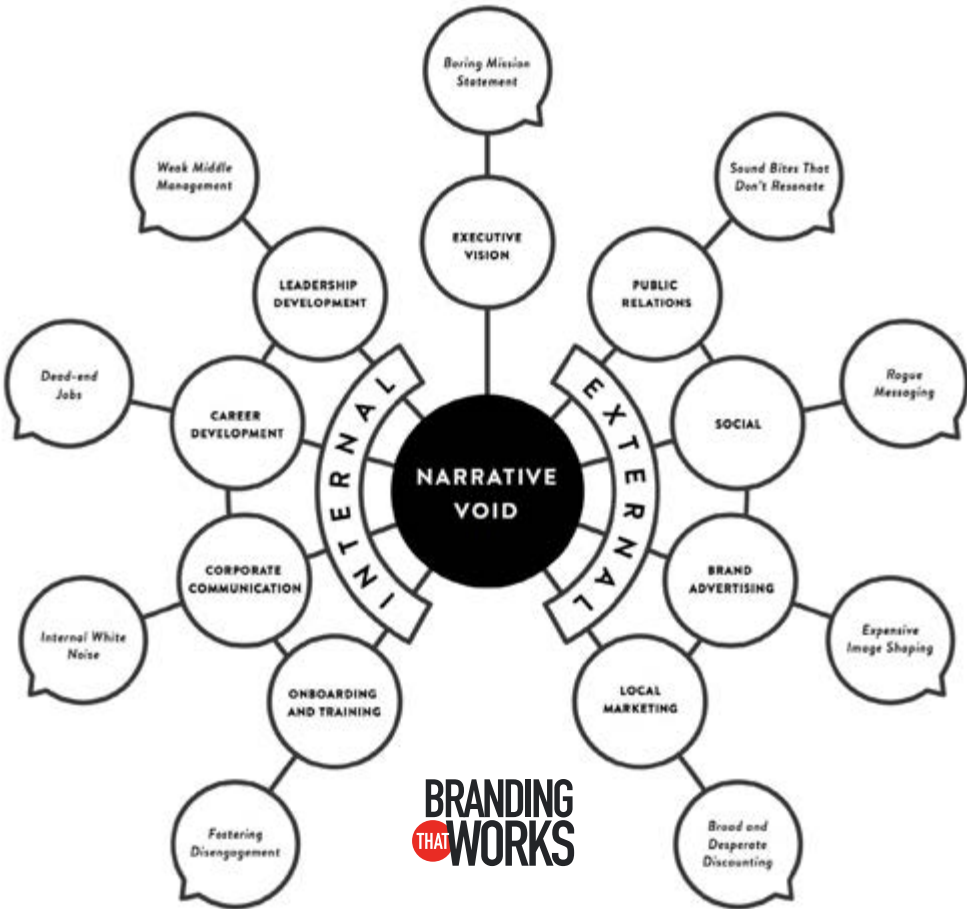 Boring Mission
Statement
EXECUTIVE
VISION
Weak Middle
Management
LEADERSHIP
DEVELOPMENT
Sound Bites That
Don't Resonate
PUBLIC
RELATIONS
Dead-end
Jobs
CAREER
DEVELOPMENT
Rogue
Messaging
SOCIAL
INTERNAL
NARRATIVE
VOID
EXTERNAL
CORPORATE
COMMUNICATION
Internal White
Noise
BRAND
ADVERTISING
Expensive
Image Shaping
ONBOARDING
AND TRAINING
Fostering
Disengagement
LOCAL
MARKETING
Broad and
Desperate
Discounting
BRANDING
THAT WORKS